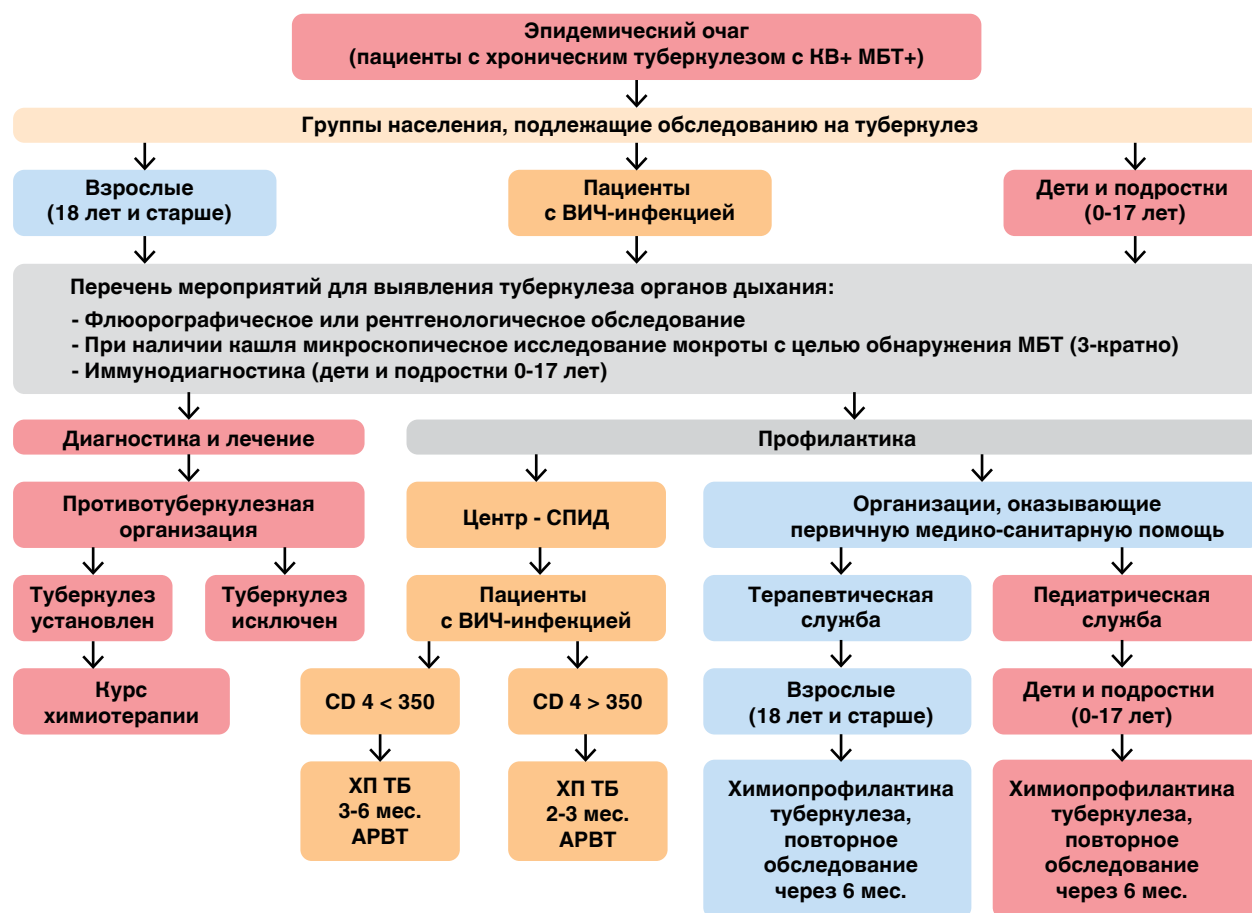 Эпидемический очаг
(пациенты с хроническим туберкулезом с КВ+ МБТ+)
Группы населения, подлежащие обследованию на туберкулез
Взрослые
(18 лет и старше)
Пациенты
с ВИЧ-инфекцией
Дети и подростки
(0-17 лет)
Перечень мероприятий для выявления туберкулеза органов дыхания:
- Флюорографическое или рентгенологическое обследование
- При наличии кашля микроскопическое исследование мокроты с целью обнаружения МБТ (3-кратно)
- Иммунодиагностика (дети и подростки 0-17 лет)
Диагностика и лечение
Профилактика
Противотуберкулезная
организация
Центр - СПИД
Организации, оказывающие
первичную медико-санитарную помощь
Туберкулез
установлен
Туберкулез
исключен
Пациенты
с ВИЧ-инфекцией
Терапевтическая
служба
Педиатрическая
служба
Курс
химиотерапии
CD 4 < 350
CD 4 > 350
Взрослые
(18 лет и старше)
Дети и подростки
(0-17 лет)
ХП ТБ
3-6 мес.
АРВТ
ХП ТБ
2-3 мес.
АРВТ
Химиопрофилактика
туберкулеза,
повторное
обследование
через 6 мес.
Химиопрофилактика
туберкулеза,
повторное
обследование
через 6 мес.